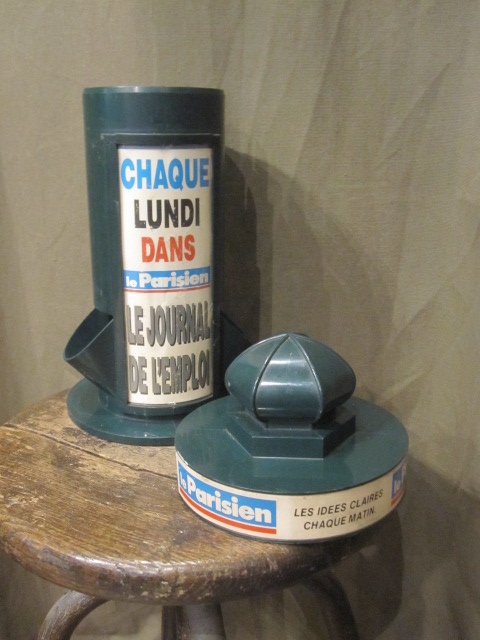 CHAQUE
LUNDI
DANS
le Parisien
LE JOURNAL
DE L'EMPLOI
le Parisien
LES IDEES CLAIRES
CHAQUE MATIN.